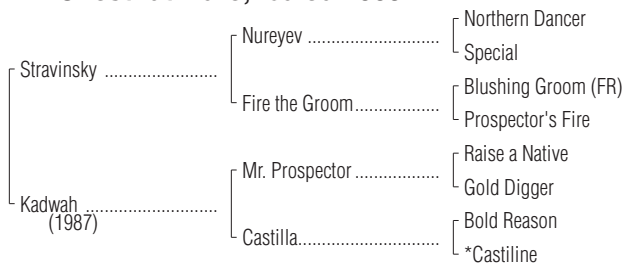 Northern Dancer
Nureyev ................................
Special
Stravinsky ...........................
Blushing Groom (FR)
Fire the Groom....................
Prospector's Fire
Raise a Native
Mr. Prospector ....................
Gold Digger
Kadwah ................................
(1987)
Bold Reason
Castilla..................................
*Castiline